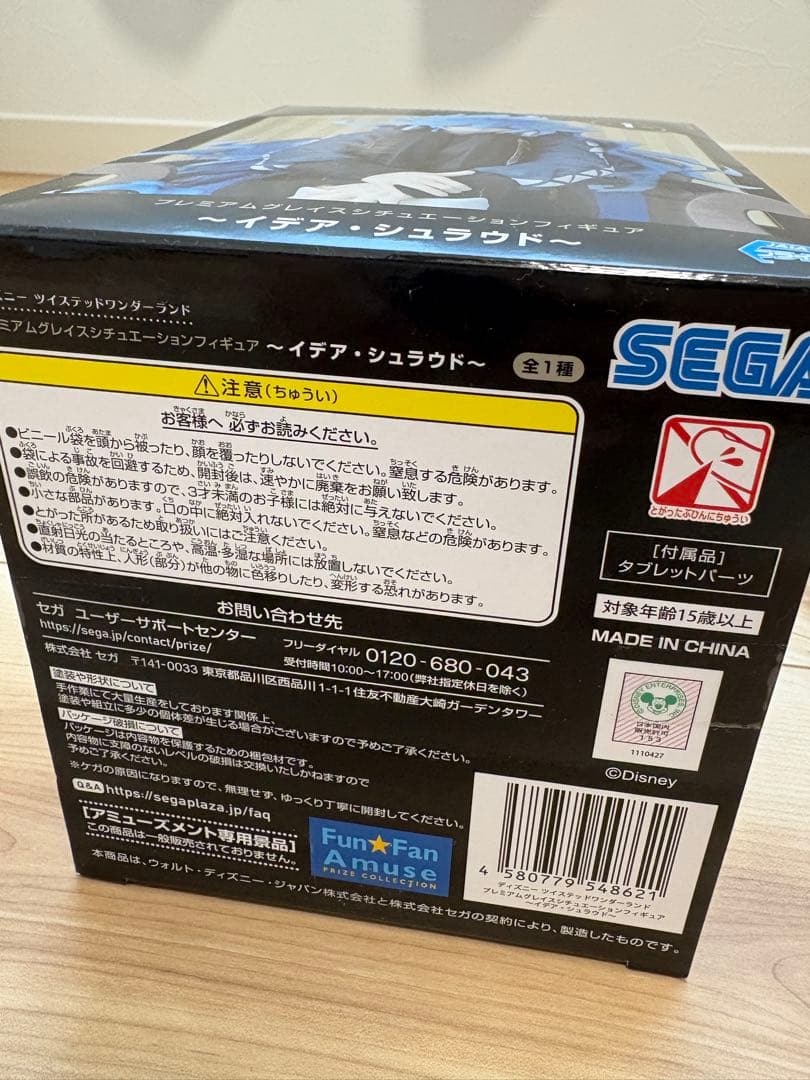 プレミアムグレイスシチュエーションフィギュア
～イデア・シュラウド～
ニー ツイステッドワンダーランド
ミアムグレイスシチュエーションフィギュア ～イデア・シュラウド～ 全1種
SEGA
注意(ちゅうい)
お客様へ 必ずお読みください。
●ビニール袋を頭から被ったり、顔を覆ったりしないでください。窒息する危険があります。
●袋による事故を回避するため、開封後は、速やかに廃棄をお願い致します。
●誤飲の危険がありますので、3才未満のお子様には絶対に与えないでください。
●小さな部品があります。口の中に絶対入れないでください。窒息などの危険があります。
●とがった所があるため取り扱いにはご注意ください。
●直射日光の当たるところや、高温・多湿な場所には放置しないでください。
●材質の特性上、人形(部分)が他の物に色移りしたり、変形する恐れがあります。
とがったぶひんにちゅうい
[付属品]
タブレットパーツ
対象年齢15歳以上
MADE IN CHINA
お問い合わせ先
セガ ユーザーサポートセンター
https://sega.jp/contact/prize/
フリーダイヤル 0120-680-043
受付時間10:00～17:00(弊社指定休日を除く)
株式会社 セガ 〒141-0033 東京都品川区西品川1-1-1住友不動産大崎ガーデンタワー
塗装や形状について
手作業にて大量生産をしております関係上、
塗装や組立に多少の個体差が生じる場合がございますので予めご了承ください。
パッケージ破損について
パッケージは内容物を保護するための梱包材です。
内容物に支障のないレベルの破損は交換いたしかねますので
予めご了承ください。
※ケガの原因になりますので、無理せず、ゆっくり丁寧に開封してください。
Q&A https://segaplaza.jp/faq
[アミューズメント専用景品]
この商品は一般販売されておりません。
Fun★Fan
Amuse
PRIZE COLLECTION
日本国内
販売許可
153
1110427
©Disney
4 580779 548621
ディズニー ツイステッドワンダーランド
プレミアムグレイスシチュエーションフィギュア
～イデア・シュラウド～
本商品は、ウォルト・ディズニー・ジャパン株式会社と株式会社セガの契約により、製造したものです。